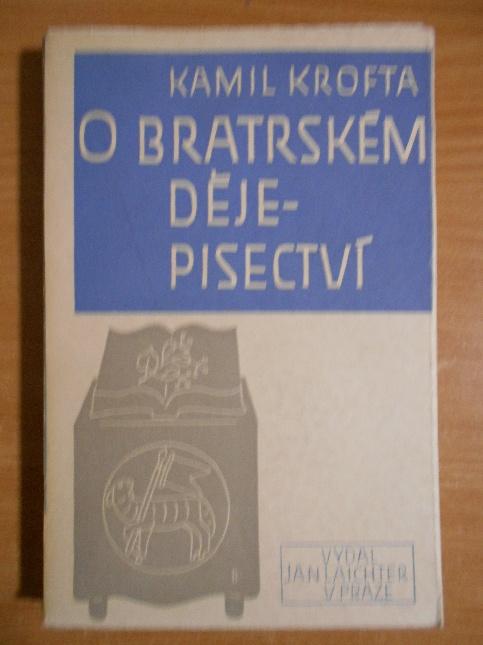 KAMIL KROFTA
O BRATRSKÉM
DĚJE-
PISECTVÍ
VYDAL
JAN LAICHTER
V PRAZE